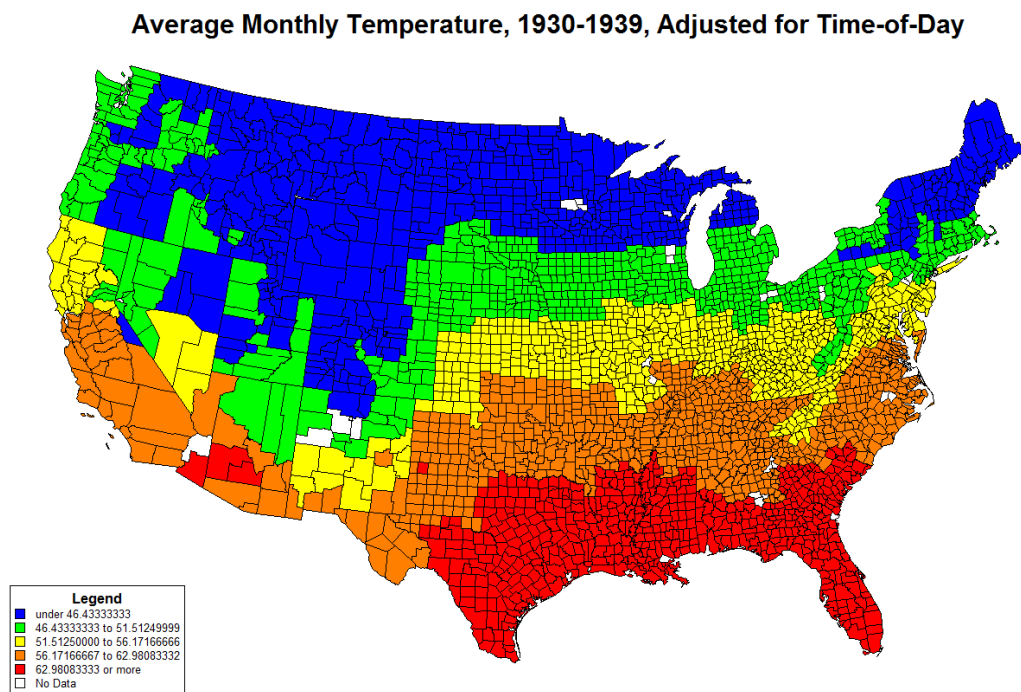 Average Monthly Temperature, 1930-1939, Adjusted for Time-of-Day
Legend
under 46.43333333
46.43333333 to 51.51249999
51.51250000 to 56.17166666
56.17166667 to 62.98083332
62.98083333 or more
No Data